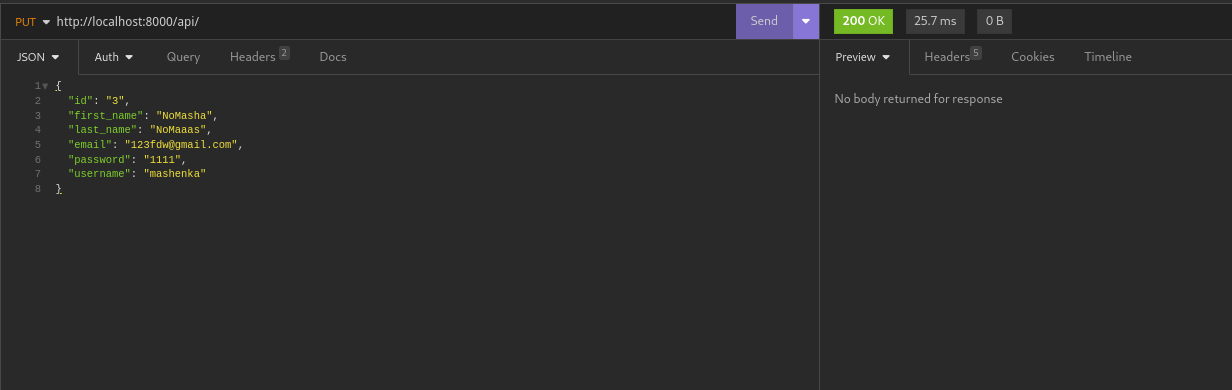 PUT http://localhost:8000/api/ Send 200 OK 25.7 ms 0 B
JSON Auth Query Headers 2 Docs Preview Headers 5 Cookies Timeline
1 {
2 "id": "3",
3 "first_name": "NoMasha",
4 "last_name": "NoMaaas",
5 "email": "123fdw@gmail.com",
6 "password": "1111",
7 "username": "mashenka"
8 }
No body returned for response